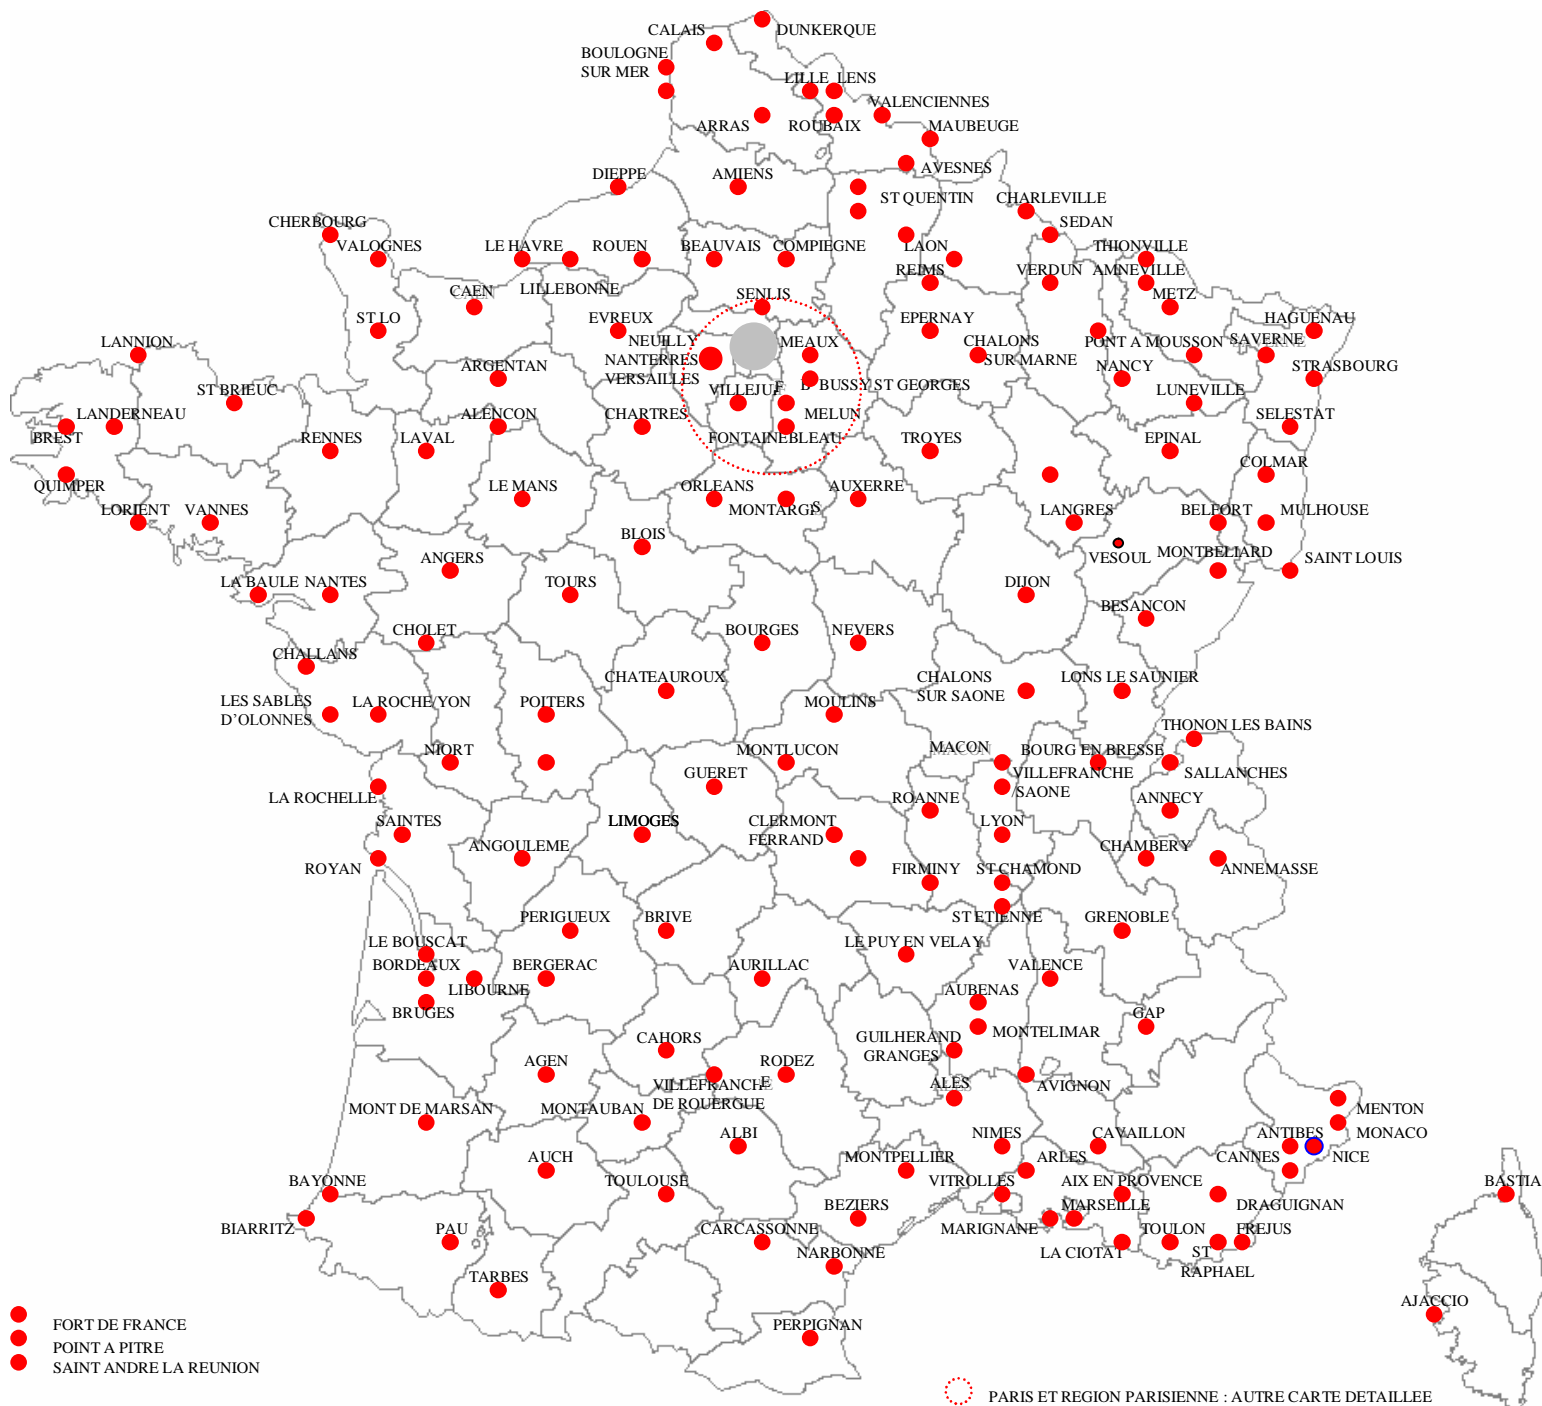 DUNKERQUE
CALAIS
BOULOGNE
SUR MER
LILLE LENS
VALENCIENNES
ARRAS
ROUBAIX
MAUBEUGE
AVESNES
DIEPPE
AMIENS
ST QUENTIN
CHARLEVILLE
CHERBOURG
SEDAN
VALOGNES
LE HAVRE
ROUEN
BEAUVAIS
COMPIEGNE
LAON
THIONVILLE
REIMS
VERDUN
AMNEVILLE
CAEN
LILLEBONNE
SENLIS
METZ
ST LO
EVREUX
EPERNAY
HAGUENAU
LANNION
NEUILLY
NANTERRES
VERSAILLES
MEAUX
CHALONS
SUR MARNE
PONT A MOUSSON
SAVERNE
ARGENTAN
NANCY
STRASBOURG
ST BRIEUC
VILLEJUIF
BUSSY ST GEORGES
LUNEVILLE
LANDERNEAU
ALENCON
CHARTRES
MELUN
SELESTAT
BREST
RENNES
LAVAL
FONTAINEBLEAU
TROYES
EPINAL
QUIMPER
COLMAR
LE MANS
ORLEANS
MONTARGIS
AUXERRE
LORIENT
VANNES
LANGRES
BELFORT
MULHOUSE
BLOIS
VESOUL
MONTBELIARD
SAINT LOUIS
ANGERS
LA BAULE
NANTES
TOURS
DIJON
BESANCON
CHOLET
BOURGES
NEVERS
CHALLANS
CHATEAUROUX
CHALONS
SUR SAONE
LONS LE SAUNIER
LES SABLES
D'OLONNES
LA ROCHE/YON
POITERS
MOULINS
THONON LES BAINS
NIORT
MONTLUCON
MACON
BOURG EN BRESSE
SALLANCHES
GUERET
VILLEFRANCHE
/SAONE
LA ROCHELLE
ROANNE
ANNECY
SAINTES
LIMOGES
CLERMONT
FERRAND
LYON
ANGOULEME
CHAMBERY
ROYAN
FIRMINY
ST CHAMOND
ANNEMASSE
PERIGUEUX
BRIVE
ST ETIENNE
GRENOBLE
LE BOUSCAT
LE PUY EN VELAY
BORDEAUX
BERGERAC
AURILLAC
VALENCE
LIBOURNE
AUBENAS
BRUGES
GAP
CAHORS
GUILHERAND
GRANGES
MONTELIMAR
AGEN
RODEZ
VILLEFRANCHE
DE ROUERGUE
ALES
AVIGNON
MONT DE MARSAN
MONTAUBAN
MENTON
ALBI
NIMES
CAVAILLON
ANTIBES
MONACO
AUCH
MONTPELLIER
ARLES
CANNES
NICE
BAYONNE
TOULOUSE
VITROLLES
AIX EN PROVENCE
BASTIA
BIARRITZ
BEZIERS
MARSEILLE
DRAGUIGNAN
PAU
CARCASSONNE
MARIGNANE
TOULON
FREJUS
NARBONNE
LA CIOTAT
ST
RAPHAEL
TARBES
AJACCIO
PERPIGNAN
FORT DE FRANCE
POINT A PITRE
SAINT ANDRE LA REUNION
PARIS ET REGION PARISIENNE : AUTRE CARTE DETAILLEE